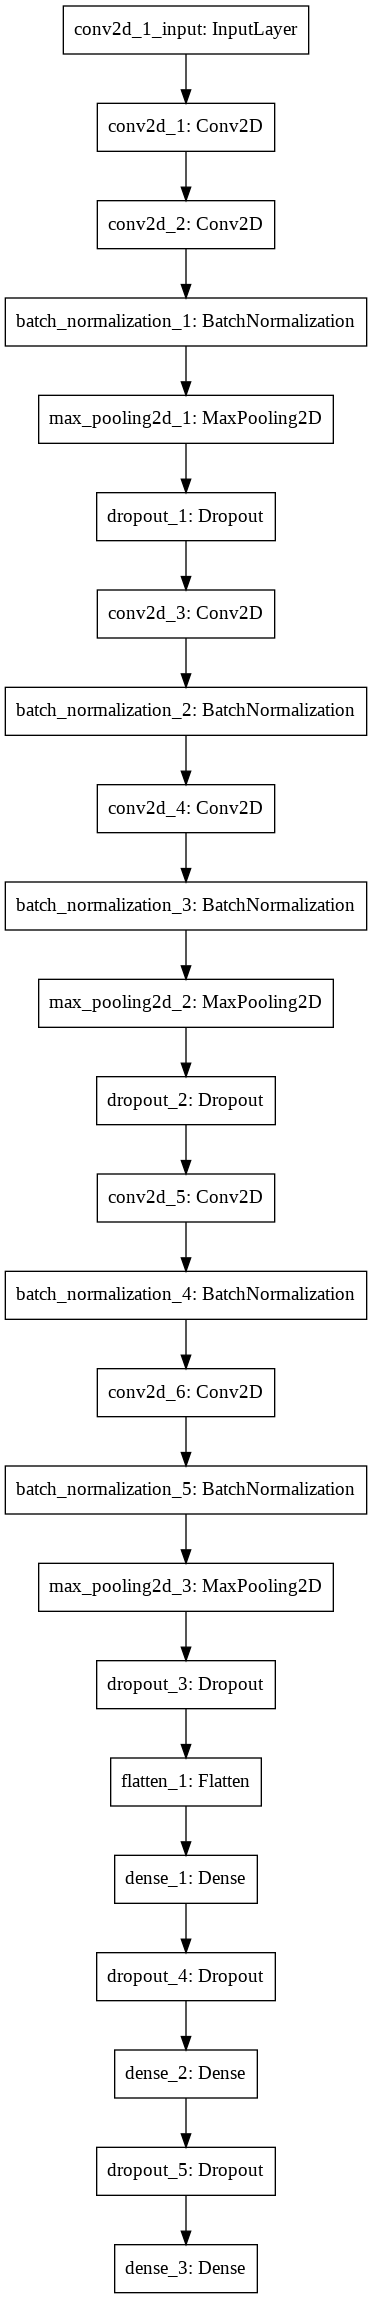 conv2d_1_input: InputLayer
conv2d_1: Conv2D
conv2d_2: Conv2D
batch_normalization_1: BatchNormalization
max_pooling2d_1: MaxPooling2D
dropout_1: Dropout
conv2d_3: Conv2D
batch_normalization_2: BatchNormalization
conv2d_4: Conv2D
batch_normalization_3: BatchNormalization
max_pooling2d_2: MaxPooling2D
dropout_2: Dropout
conv2d_5: Conv2D
batch_normalization_4: BatchNormalization
conv2d_6: Conv2D
batch_normalization_5: BatchNormalization
max_pooling2d_3: MaxPooling2D
dropout_3: Dropout
flatten_1: Flatten
dense_1: Dense
dropout_4: Dropout
dense_2: Dense
dropout_5: Dropout
dense_3: Dense